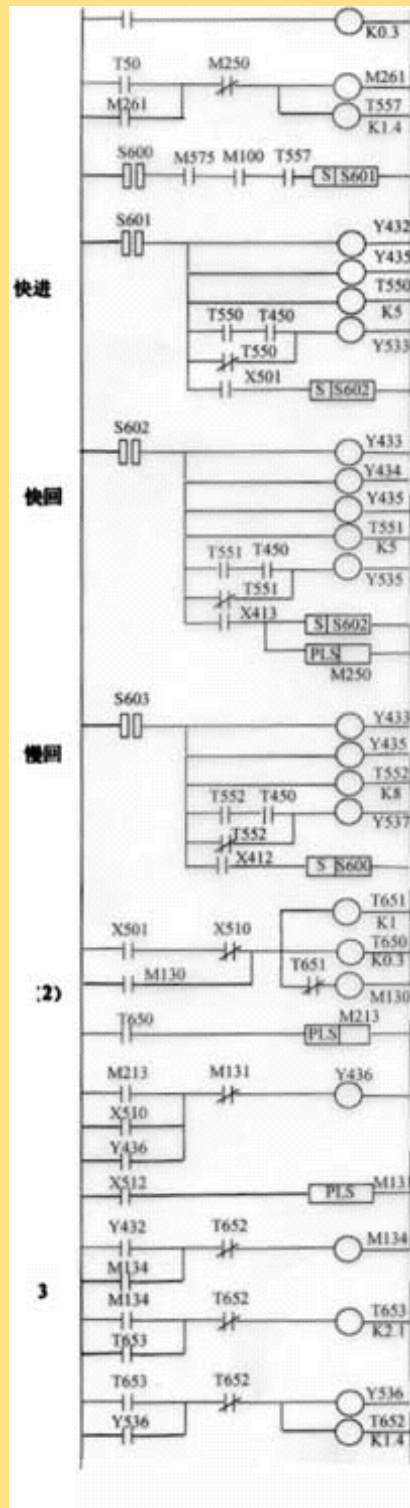 K0.3
T50 M250 M261
M261 T557
K1.4
S600
M575 M100 T557 S S601
S601
Y432
Y435
快进 T550
K5
T550 T450
Y533
T550
X501 S S602
S602
Y433
Y434
快回 Y435
T551
K5
T551 T450
Y535
T551
X413 S S602
PLS
M250
S603
Y433
慢回 Y435
T552
K8
T552 T450
Y537
T552
X412 S S600
T651
K1
X501 X510 T650
K0.3
M130 T651
:2) M130
T650 M213
PLS
M213 M131 Y436
X510
Y436
X512 M131
PLS
Y432 T652 M134
M134
3
M134 T652 T653
K2.1
T653
T653 T652 Y536
Y536 T652
K1.4